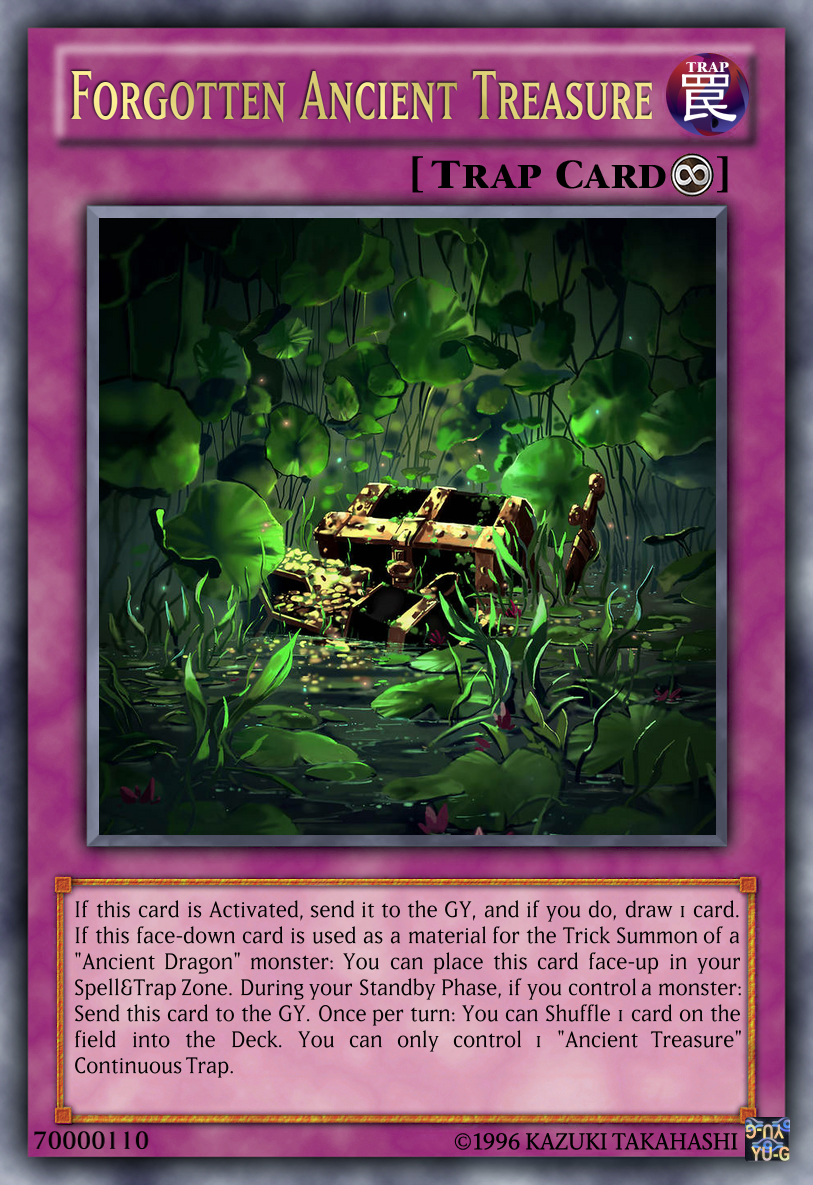 Forgotten Ancient Treasure
TRAP
罠
[Trap Card∞]
If this card is Activated, send it to the GY, and if you do, draw 1 card.
If this face-down card is used as a material for the Trick Summon of a
"Ancient Dragon" monster: You can place this card face-up in your
Spell&Trap Zone. During your Standby Phase, if you control a monster:
Send this card to the GY. Once per turn: You can Shuffle 1 card on the
field into the Deck. You can only control 1 "Ancient Treasure"
Continuous Trap.
70000110
©1996 KAZUKI TAKAHASHI
YU-G
YU-G